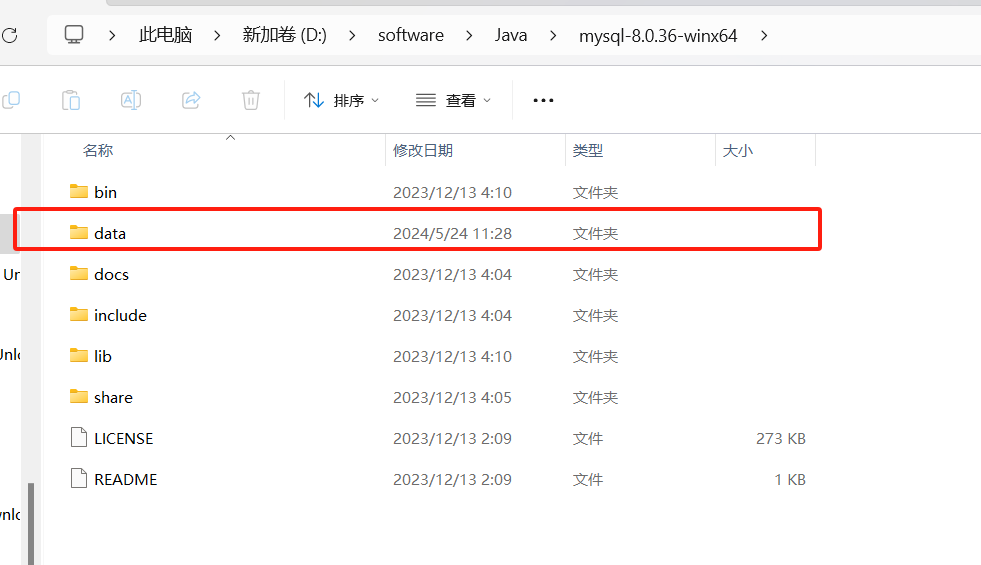 此电脑 新加卷 (D:) software Java mysql-8.0.36-winx64
排序 查看
名称 修改日期 类型 大小
bin 2023/12/13 4:10 文件夹
data 2024/5/24 11:28 文件夹
Ur docs 2023/12/13 4:04 文件夹
include 2023/12/13 4:04 文件夹
lib 2023/12/13 4:10 文件夹
share 2023/12/13 4:05 文件夹
LICENSE 2023/12/13 2:09 文件 273 KB
README 2023/12/13 2:09 文件 1 KB